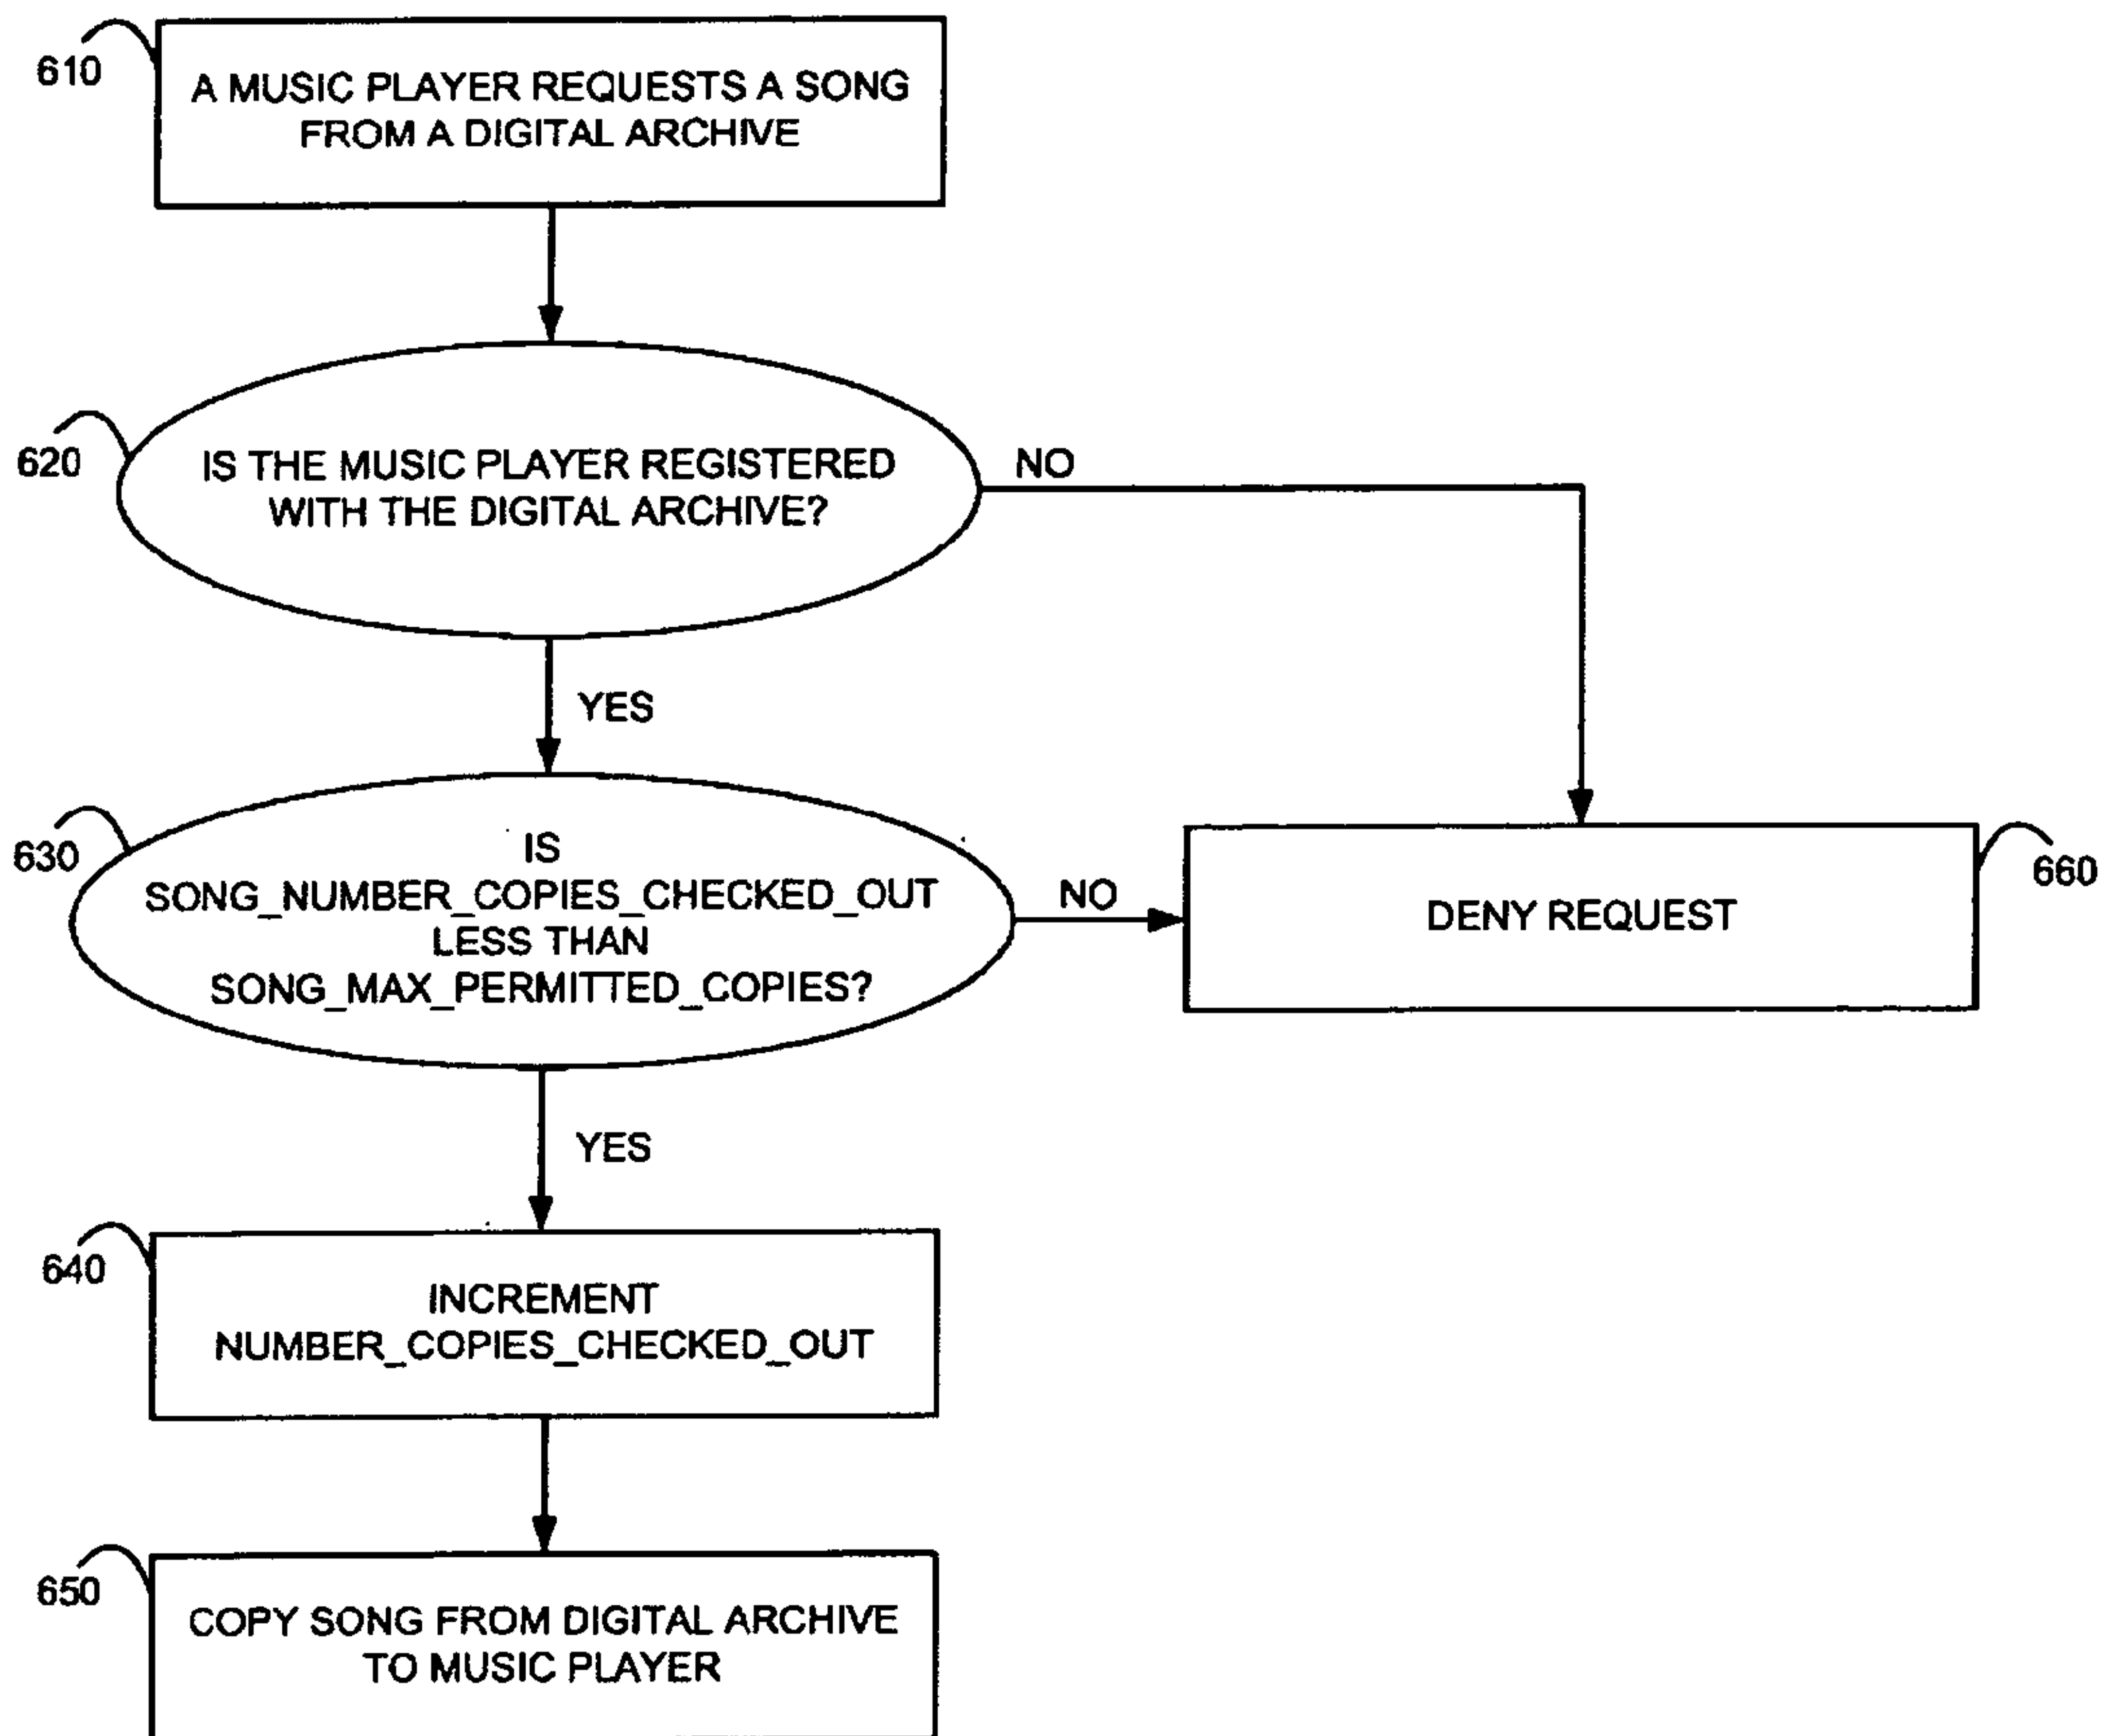 610
A MUSIC PLAYER REQUESTS A SONG
FROM A DIGITAL ARCHIVE
620
IS THE MUSIC PLAYER REGISTERED
WITH THE DIGITAL ARCHIVE?
NO
YES
630
IS
SONG_NUMBER_COPIES_CHECKED_OUT
LESS THAN
SONG_MAX_PERMITTED_COPIES?
NO
DENY REQUEST
660
YES
640
INCREMENT
NUMBER_COPIES_CHECKED_OUT
650
COPY SONG FROM DIGITAL ARCHIVE
TO MUSIC PLAYER